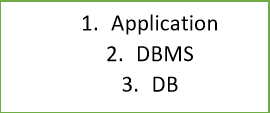 1. Application
2. DBMS
3. DB